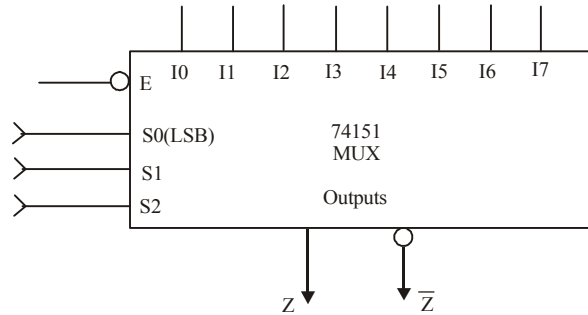 I0 I1 I2 I3 I4 I5 I6 I7
E
S0(LSB) 74151
MUX
S1
S2 Outputs
Z Z̅